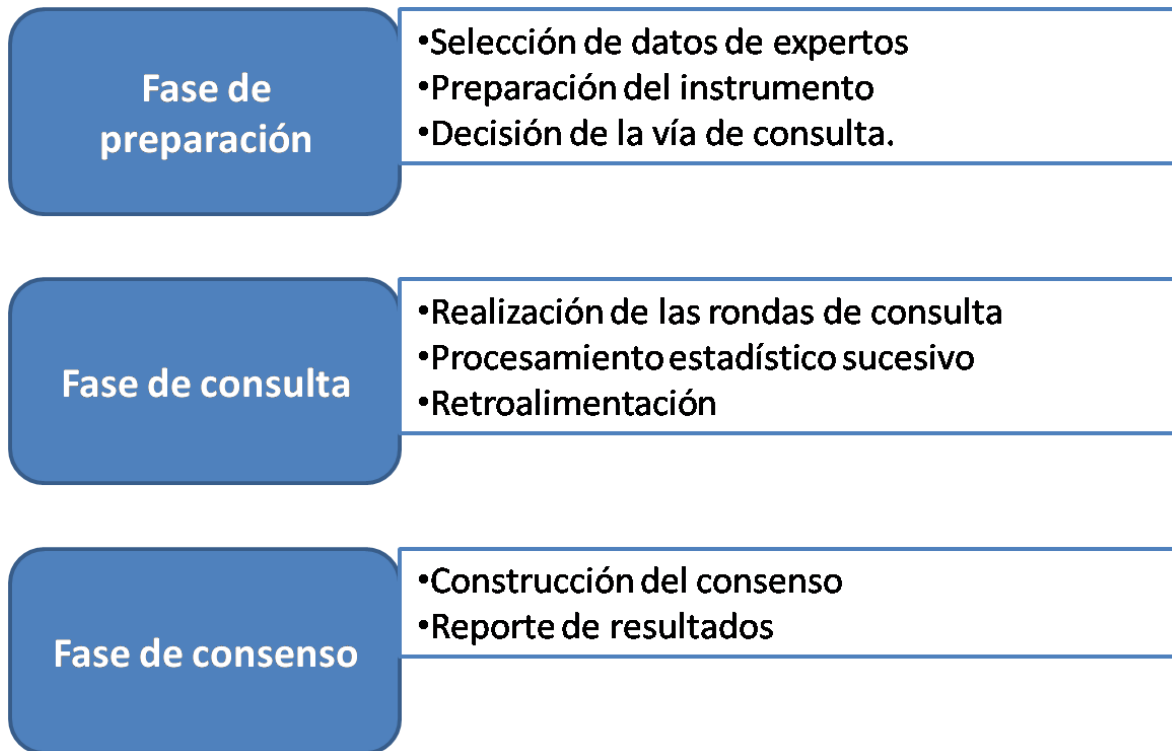 Fase de
preparación
•Selección de datos de expertos
•Preparación del instrumento
•Decisión de la vía de consulta.
Fase de consulta
•Realización de las rondas de consulta
•Procesamiento estadístico sucesivo
•Retroalimentación
Fase de consenso
•Construcción del consenso
•Reporte de resultados